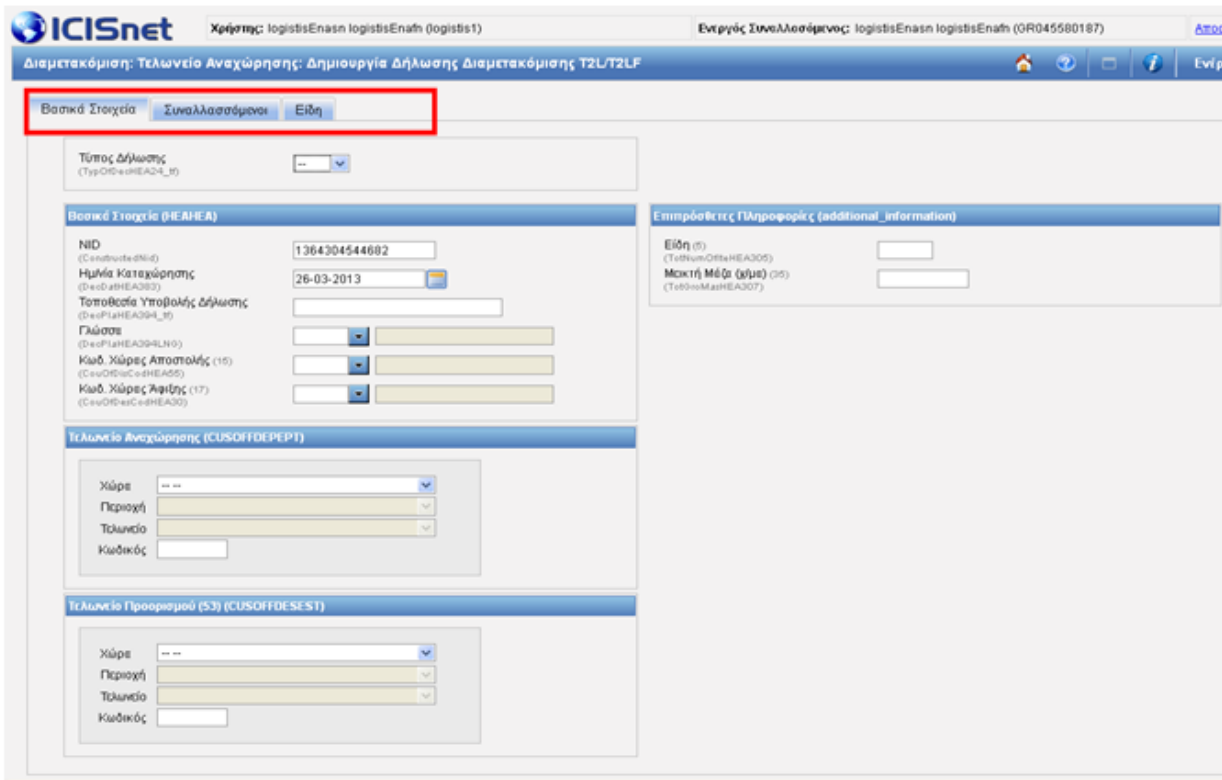 ICISnet Χρήστης: logistisEnasn logistisEnafn (logistis1) Ενεργός Συναλλασόμενος: logistisEnasn logistisEnafn (GR045580187)
Διαμετακόμιση: Τελωνείο Αναχώρησης: Δημιουργία Δήλωσης Διαμετακόμισης T2L/T2LF
Βασικά Στοιχεία Συναλλασσόμενοι Είδη
Τύπος Δήλωσης --
(TypOfDecHEA24_tf)
Βασικά Στοιχεία (HEAHEA) Επιπρόσθετες Πληροφορίες (additional_information)
NID 1364304544682 Είδη (5)
(ConstructedNid) (TotNumOfIteHEA305)
Ημ/νία Καταχώρησης 26-03-2013 Μεικτή Μάζα (χ/μα) (35)
(DecDatHEA383) (TotGroMasHEA307)
Τοποθεσία Υποβολής Δήλωσης
(DecPlaHEA394_tf)
Γλώσσα
(DecPlaHEA394LNG)
Κωδ. Χώρας Αποστολής (15)
(CouOfDisCodHEA55)
Κωδ. Χώρας Άφιξης (17)
(CouOfDesCodHEA30)
Τελωνείο Αναχώρησης (CUSOFFDEPEPT)
Χώρα -- --
Περιοχή
Τελωνείο
Κωδικός
Τελωνείο Προορισμού (53) (CUSOFFDESEST)
Χώρα -- --
Περιοχή
Τελωνείο
Κωδικός